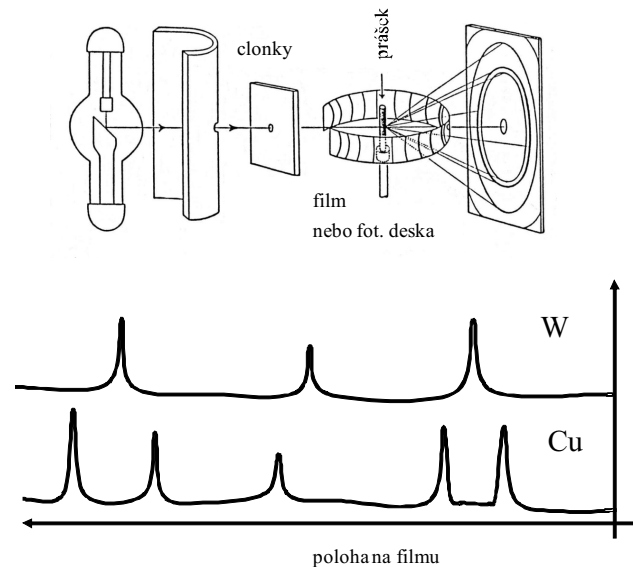 clonky
prášek
film
nebo fot. deska
W
Cu
poloha na filmu